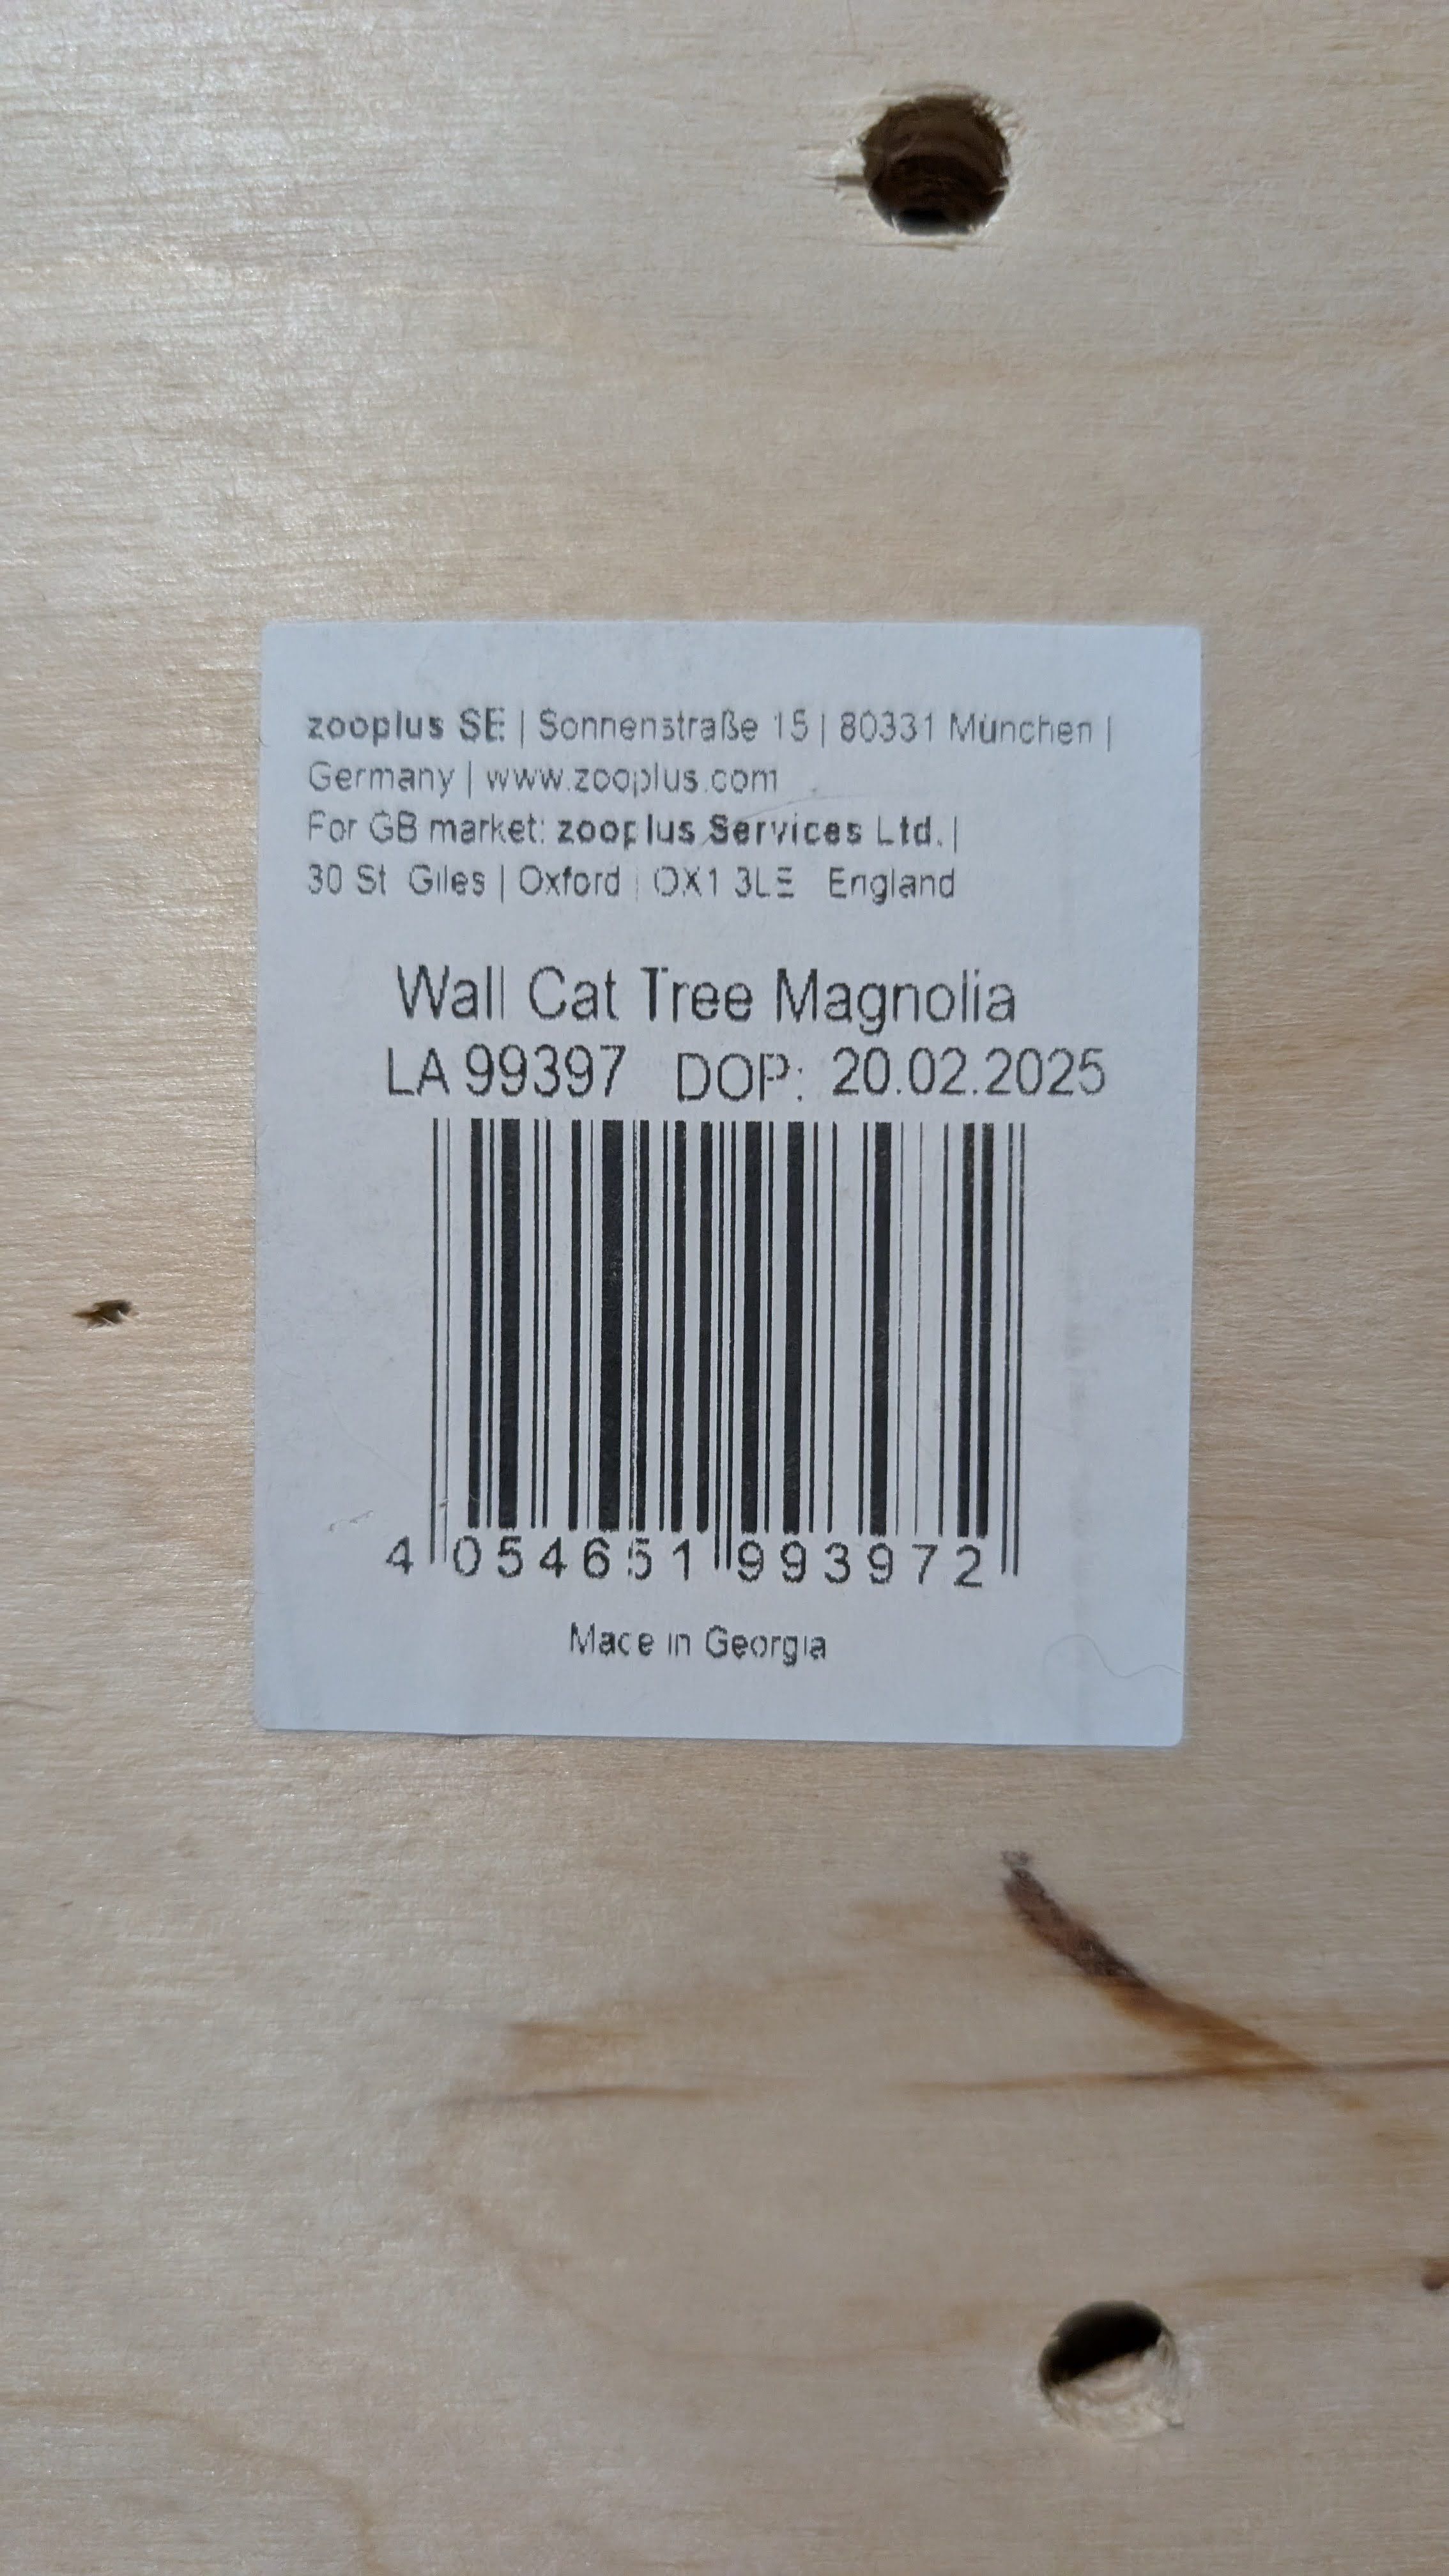 zooplus SE | Sonnenstraße 15 | 80331 München |
Germany | www.zooplus.com
For GB market: zooplus Services Ltd. |
30 St Giles | Oxford | OX1 3LE England
Wall Cat Tree Magnolia
LA 99397 DOP: 20.02.2025
4 054651 993972
Made in Georgia